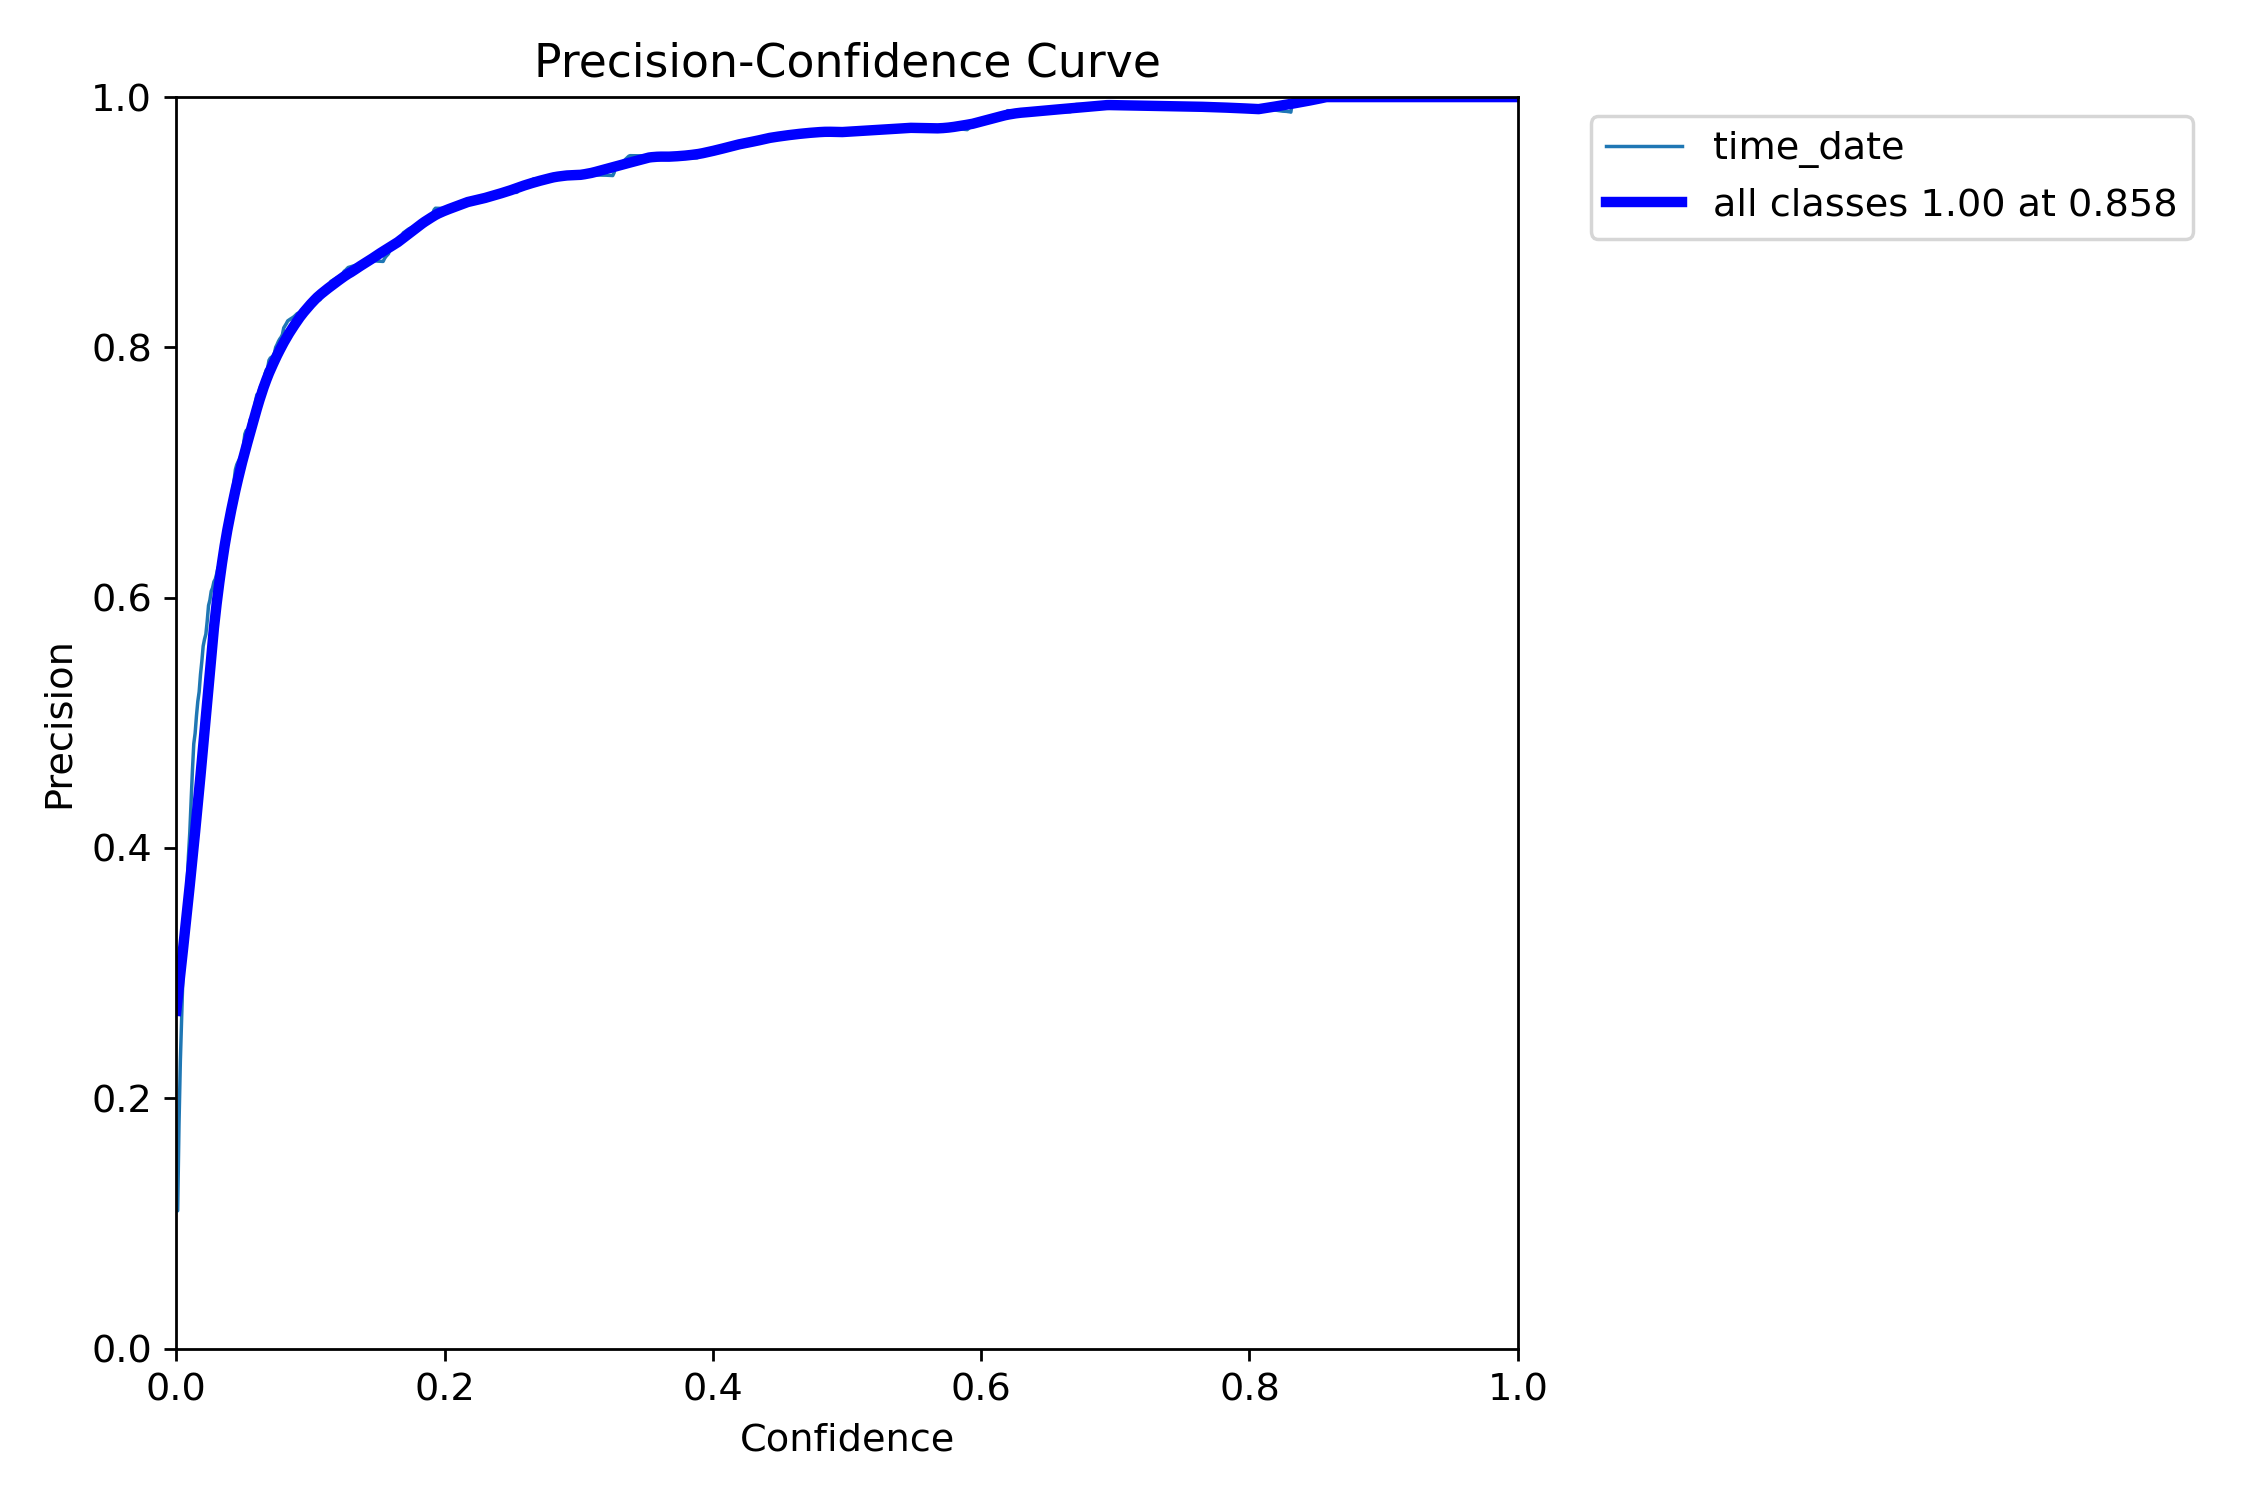 Precision-Confidence Curve
1.0
0.8
0.6
0.4
0.2
0.0
Precision
0.0 0.2 0.4 0.6 0.8 1.0
Confidence
time_date
all classes 1.00 at 0.858